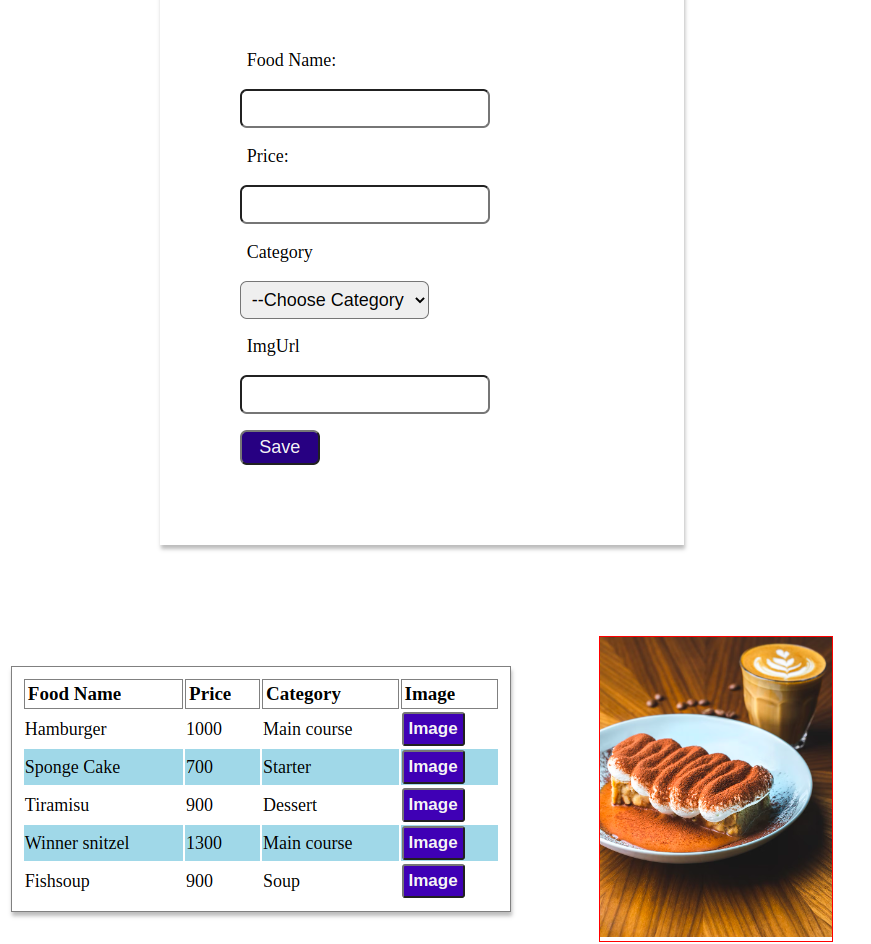 Food Name:
Price:
Category
--Choose Category
ImgUrl
Save
Food Name Price Category Image
Hamburger 1000 Main course Image
Sponge Cake 700 Starter Image
Tiramisu 900 Dessert Image
Winner snitzel 1300 Main course Image
Fishsoup 900 Soup Image